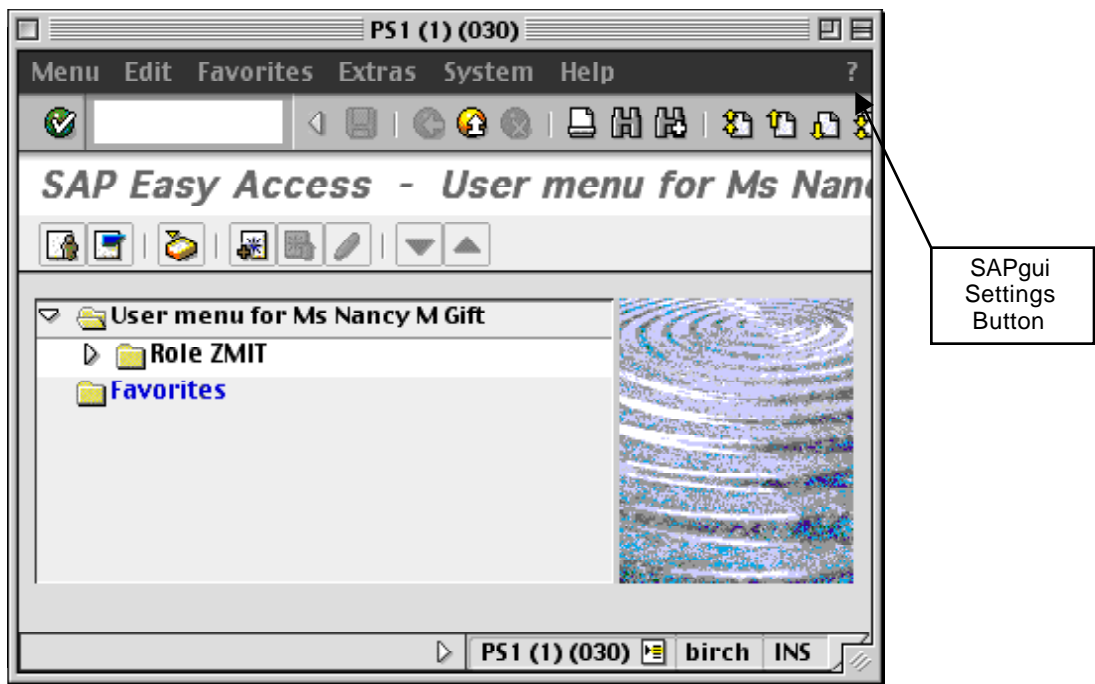 PS1 (1) (030)
Menu Edit Favorites Extras System Help ?
SAP Easy Access - User menu for Ms Nan
SAPgui
Settings
Button
User menu for Ms Nancy M Gift
Role ZMIT
Favorites
PS1 (1) (030) birch INS